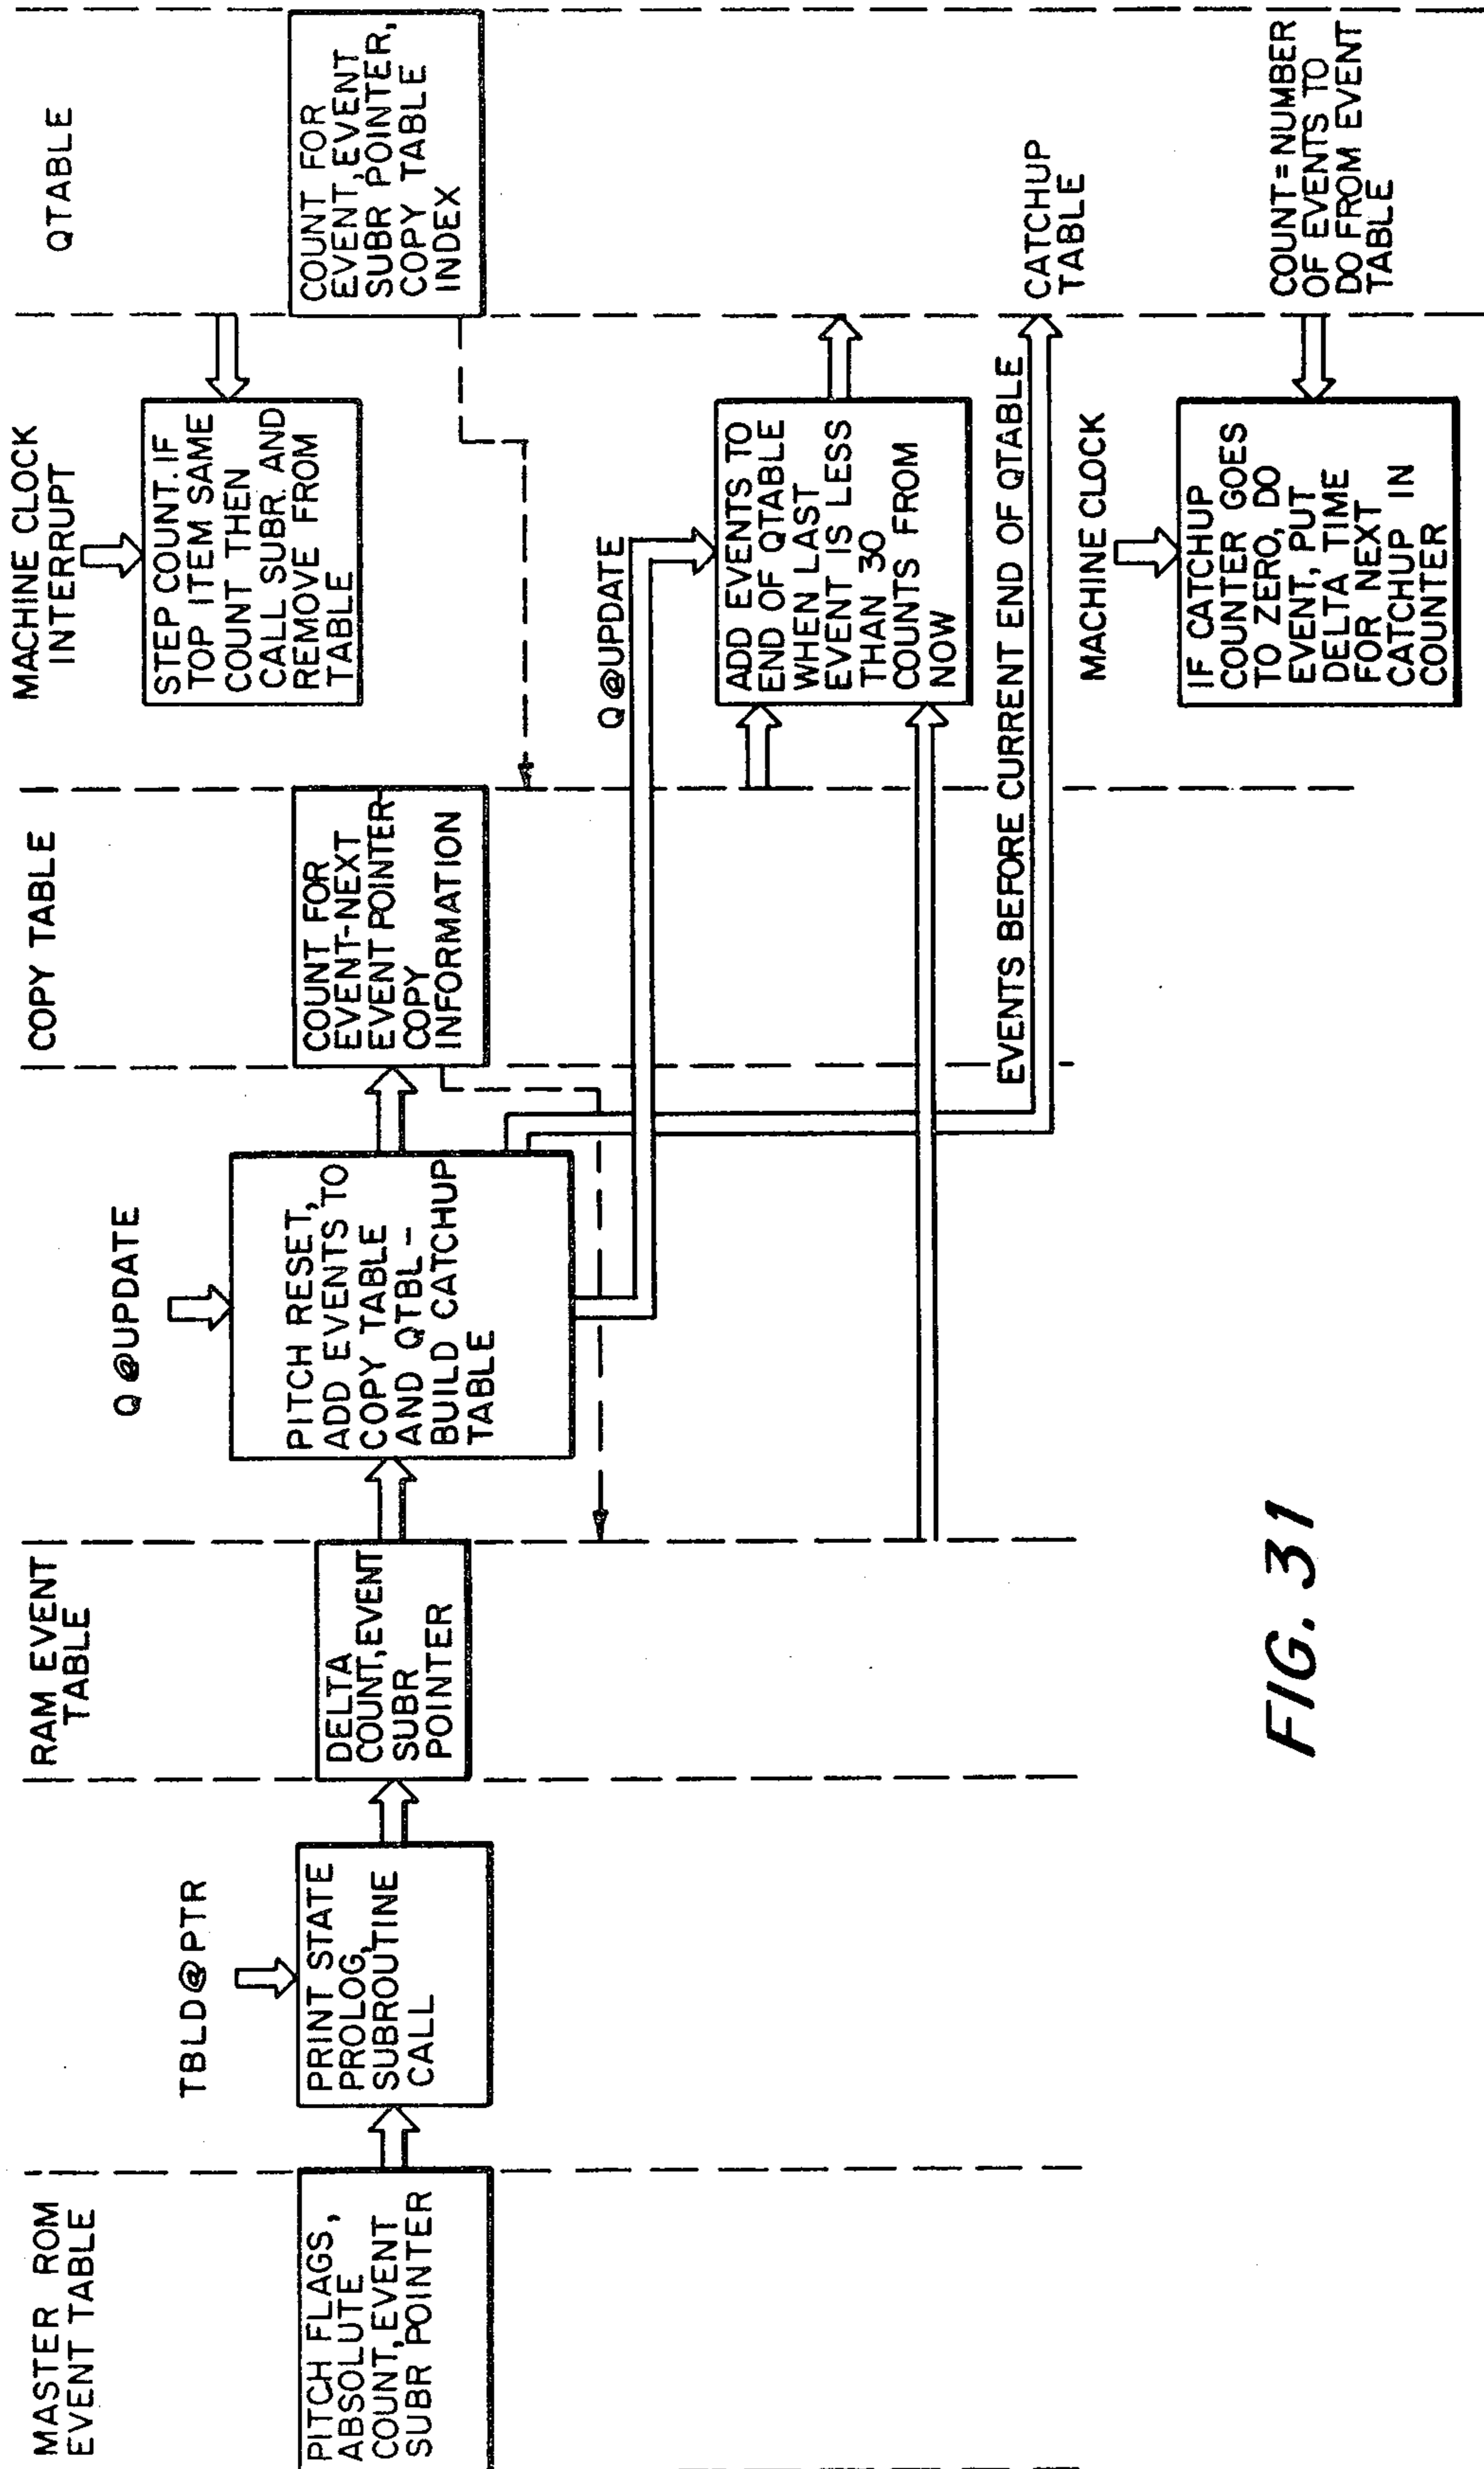 MASTER ROM
EVENT TABLE
PITCH FLAGS,
ABSOLUTE
COUNT, EVENT
SUBR POINTER
TBLD@PTR
PRINT STATE
PROLOG,
SUBROUTINE
CALL
RAM EVENT
TABLE
DELTA
COUNT, EVENT
SUBR
POINTER
Q@UPDATE
PITCH RESET,
ADD EVENTS TO
COPY TABLE
AND QTBL-
BUILD CATCHUP
TABLE
COPY TABLE
COUNT FOR
EVENT-NEXT
EVENT POINTER
COPY
INFORMATION
MACHINE CLOCK
INTERRUPT
STEP COUNT. IF
TOP ITEM SAME
COUNT THEN
CALL SUBR. AND
REMOVE FROM
TABLE
QTABLE
COUNT FOR
EVENT, EVENT
SUBR POINTER,
COPY TABLE
INDEX
Q@UPDATE
ADD EVENTS TO
END OF QTABLE
WHEN LAST
EVENT IS LESS
THAN 30
COUNTS FROM
NOW
EVENTS BEFORE CURRENT END OF QTABLE
CATCHUP
TABLE
MACHINE CLOCK
IF CATCHUP
COUNTER GOES
TO ZERO, DO
EVENT, PUT
DELTA TIME
FOR NEXT
CATCHUP IN
COUNTER
COUNT=NUMBER
OF EVENTS TO
DO FROM EVENT
TABLE
FIG. 31